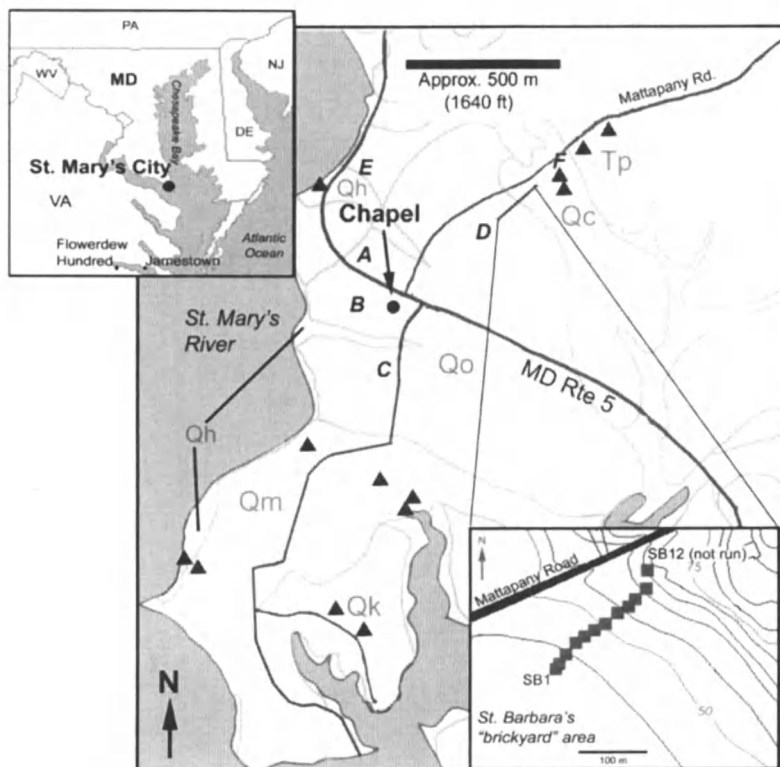 PA
WV
MD
NJ
Chesapeake Bay
DE
St. Mary's City
VA
Flowerdew
Hundred
Jamestown
Atlantic
Ocean
Approx. 500 m
(1640 ft)
Mattapany Rd.
E
Qh
Chapel
F
Tp
Qc
D
A
B
St. Mary's
River
C
Qo
MD Rte 5
Qh
Qm
Qk
N
N
Mattapany Road
SB12 (not run)
75
SB1
50
St. Barbara's
"brickyard" area
100 m